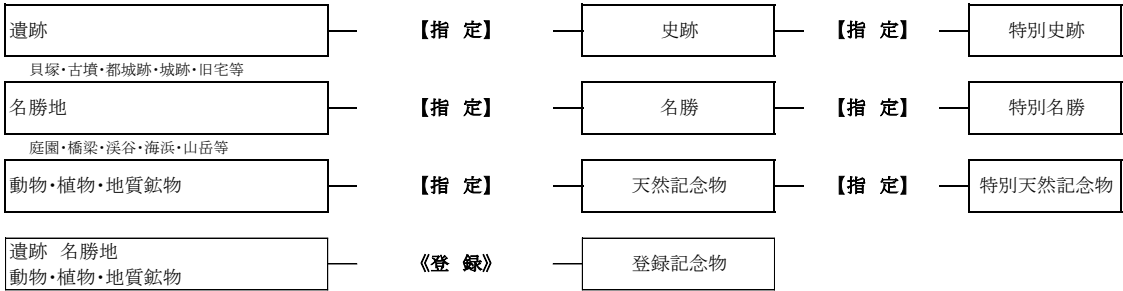 遺跡 【指 定】 史跡 【指 定】 特別史跡
貝塚・古墳・都城跡・城跡・旧宅等
名勝地 【指 定】 名勝 【指 定】 特別名勝
庭園・橋梁・渓谷・海浜・山岳等
動物・植物・地質鉱物 【指 定】 天然記念物 【指 定】 特別天然記念物
遺跡 名勝地
動物・植物・地質鉱物 《登 録》 登録記念物